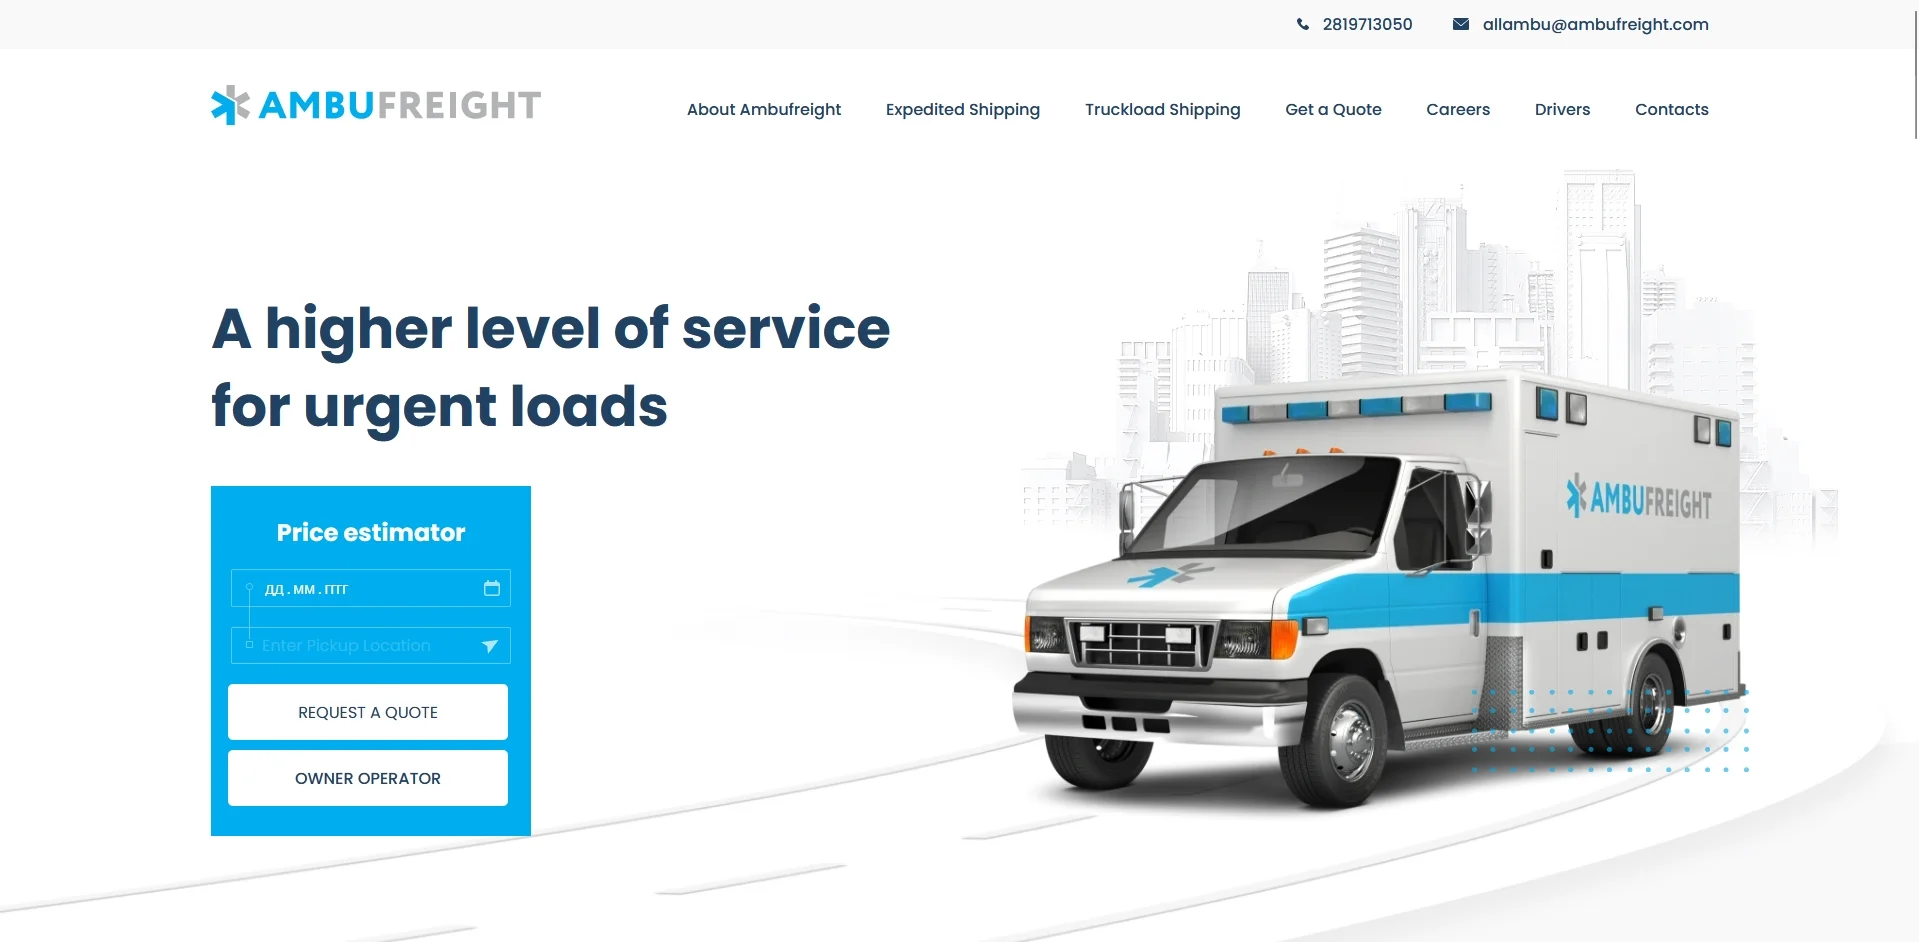 2819713050 allambu@ambufreight.com
AMBUFREIGHT
About Ambufreight Expedited Shipping Truckload Shipping Get a Quote Careers Drivers Contacts
A higher level of service
for urgent loads
AMBUFREIGHT
Price estimator
дд.мм.гггг
Enter Pickup Location
REQUEST A QUOTE
OWNER OPERATOR